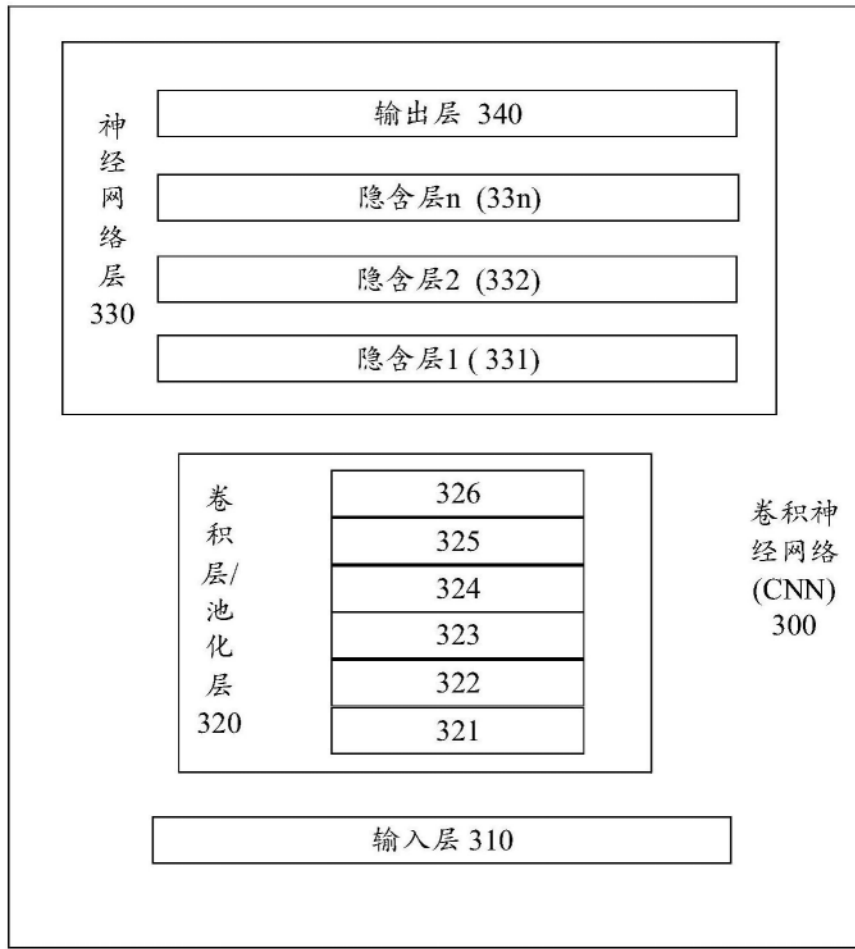 神
经
网
络
层
330
输出层 340
隐含层n (33n)
隐含层2 (332)
隐含层1 ( 331)
卷
积
层/
池
化
层
320
326
325
324
323
322
321
卷积神
经网络
(CNN)
300
输入层 310